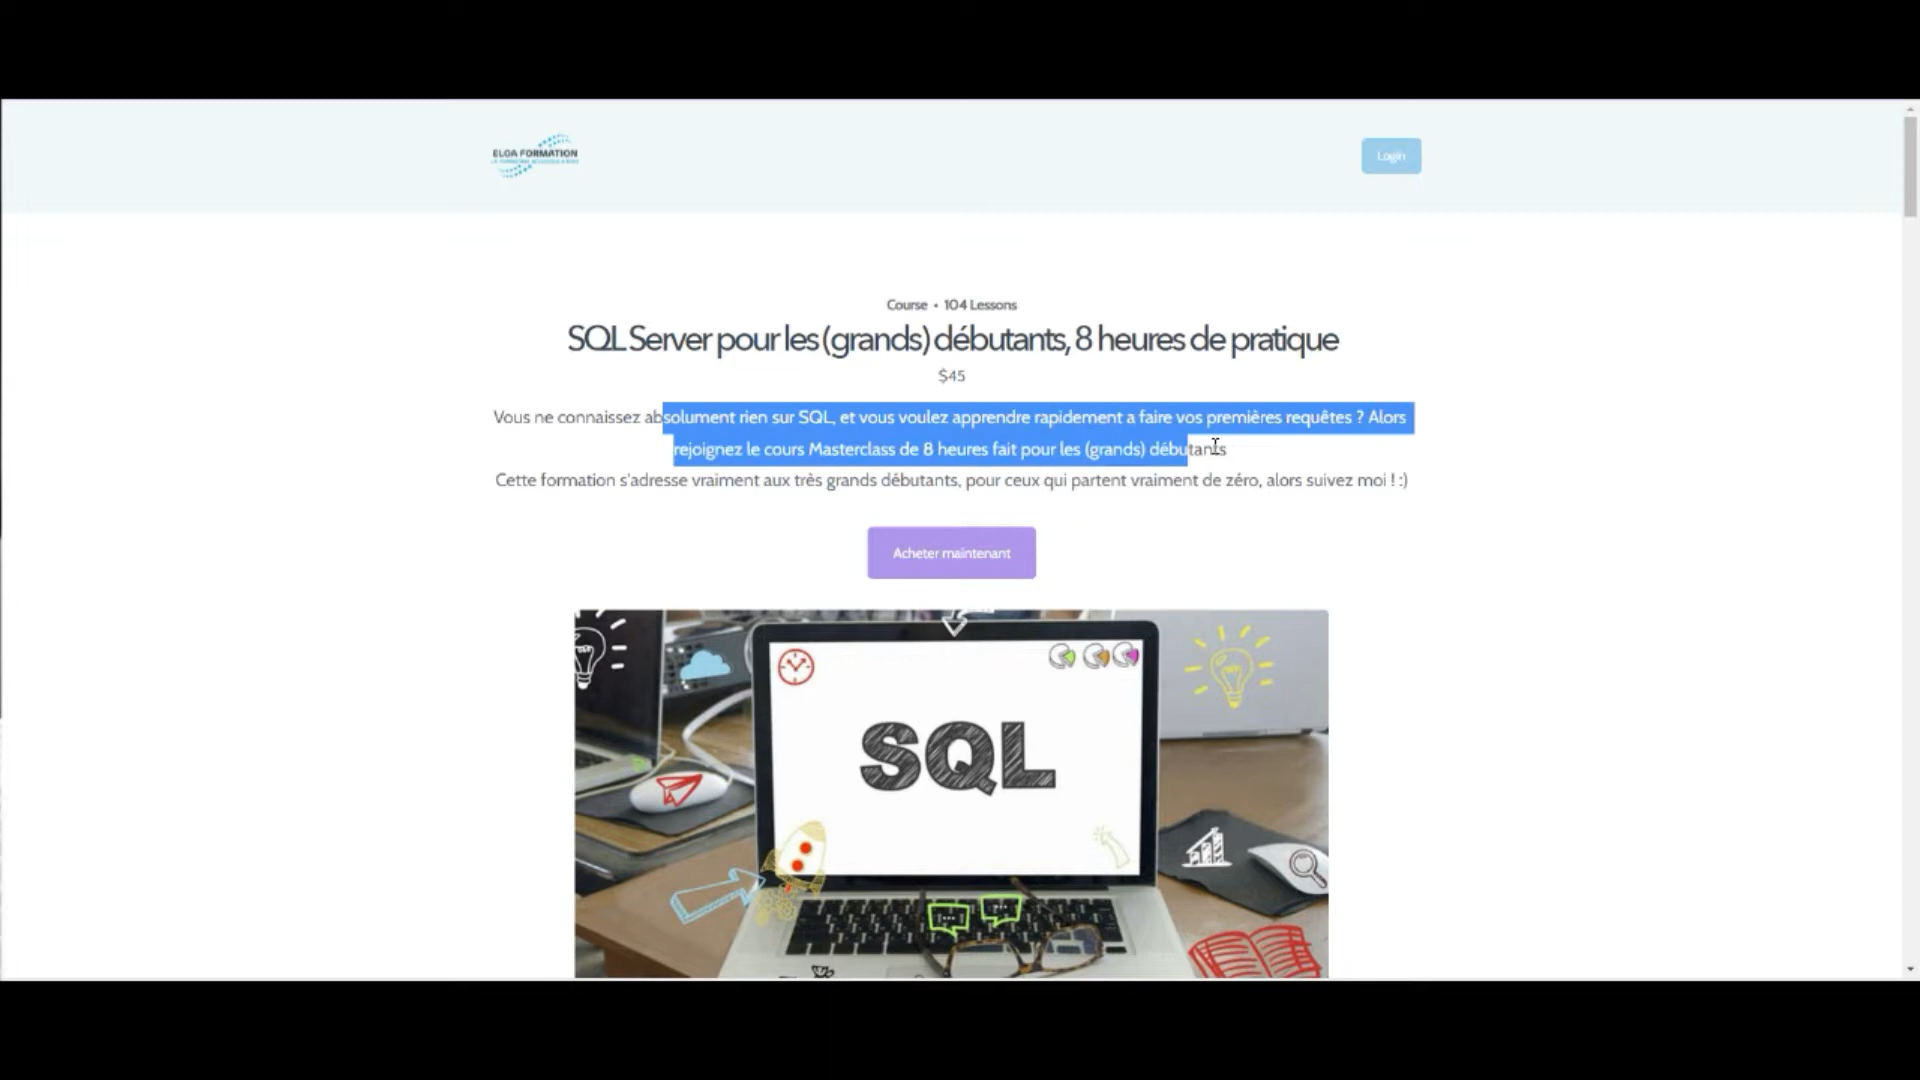 ELOA FORMATION
Login
Course • 104 Lessons
SQL Server pour les (grands) débutants, 8 heures de pratique
$45
Vous ne connaissez absolument rien sur SQL, et vous voulez apprendre rapidement a faire vos premières requêtes ? Alors
rejoignez le cours Masterclass de 8 heures fait pour les (grands) débutants
Cette formation s'adresse vraiment aux très grands débutants, pour ceux qui partent vraiment de zéro, alors suivez moi ! :)
Acheter maintenant
SQL